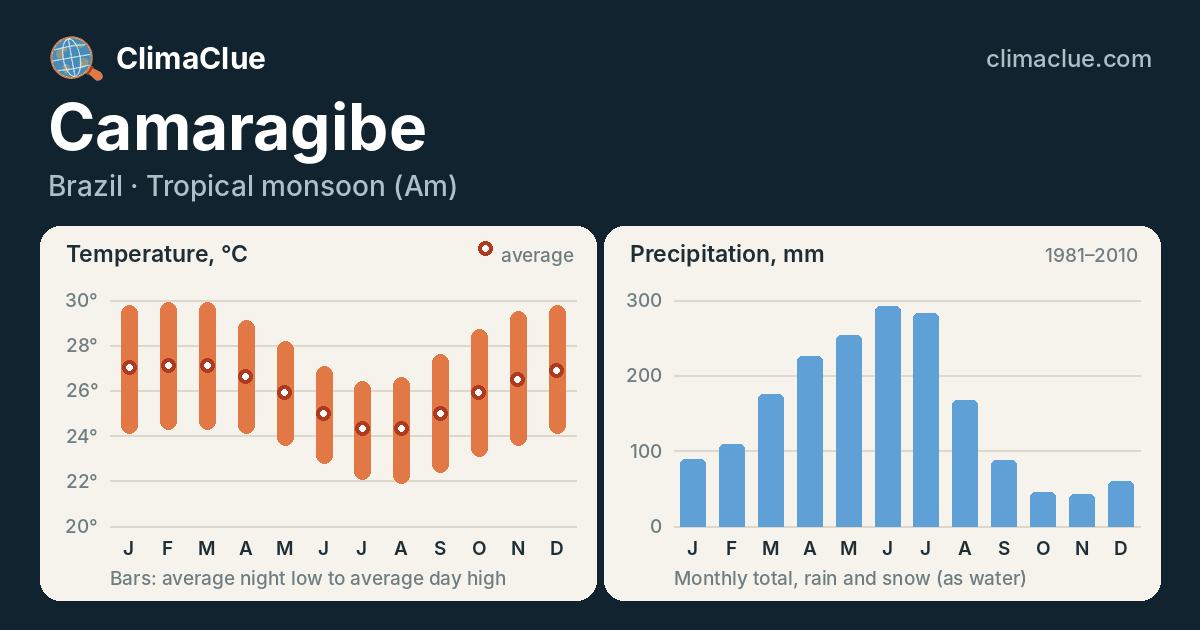 ClimaClue
climaclue.com
Camaragibe
Brazil · Tropical monsoon (Am)
Temperature, °C
average
30°
28°
26°
24°
22°
20°
J F M A M J J A S O N D
Bars: average night low to average day high
Precipitation, mm
1981–2010
300
200
100
0
J F M A M J J A S O N D
Monthly total, rain and snow (as water)